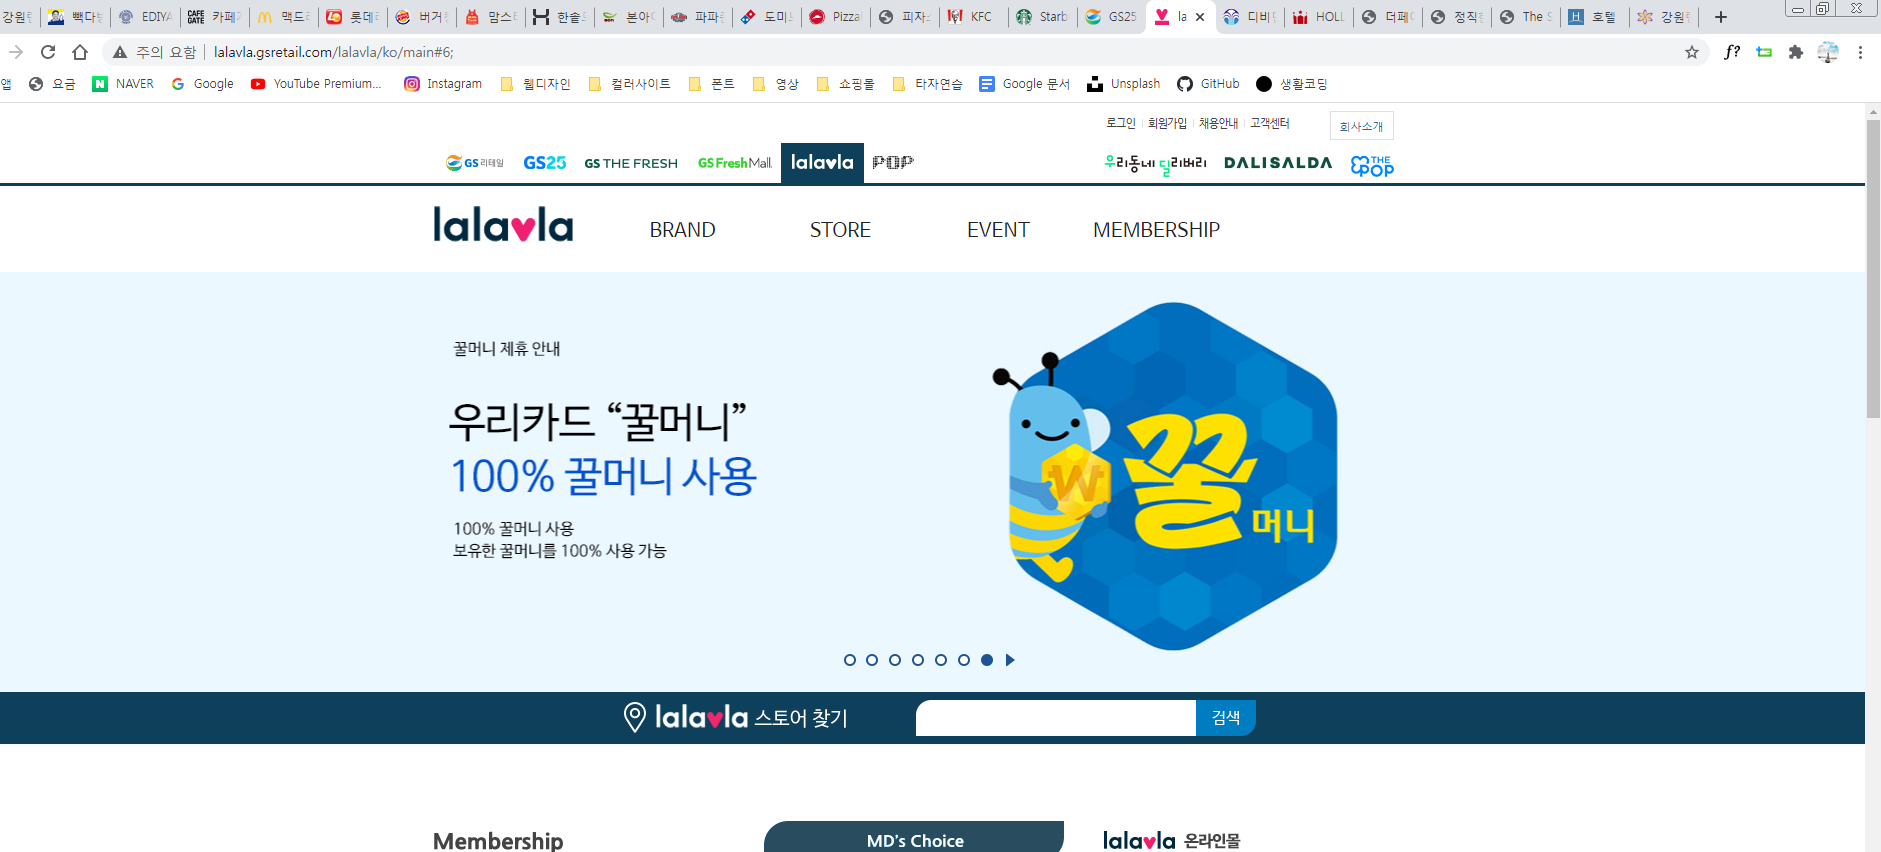 강원
빽다
EDIYA
CAFE GATE 카페
맥드
롯데
버거
맘스
한솥
본아
파파
도미
Pizza
피자
KFC
Starb
GS25
la
디비
HOLL
더페
정직
The S
호텔
강원
주의 요함 | lalavla.gsretail.com/lalavla/ko/main#6;
앱 요금 NAVER Google YouTube Premium... Instagram 웹디자인 컬러사이트 폰트 영상 쇼핑몰 타자연습 Google 문서 Unsplash GitHub 생활코딩
로그인 회원가입 채용안내 고객센터 회사소개
GS리테일 GS25 GS THE FRESH GS Fresh Mall lalavla POP 우리동네 딜리버리 DALISALDA THE POP
lalavla BRAND STORE EVENT MEMBERSHIP
꿀머니 제휴 안내
우리카드 “꿀머니”
100% 꿀머니 사용
100% 꿀머니 사용
보유한 꿀머니를 100% 사용 가능
₩
꿀
머니
lalavla 스토어 찾기 검색
Membership
MD's Choice
lalavla 온라인몰